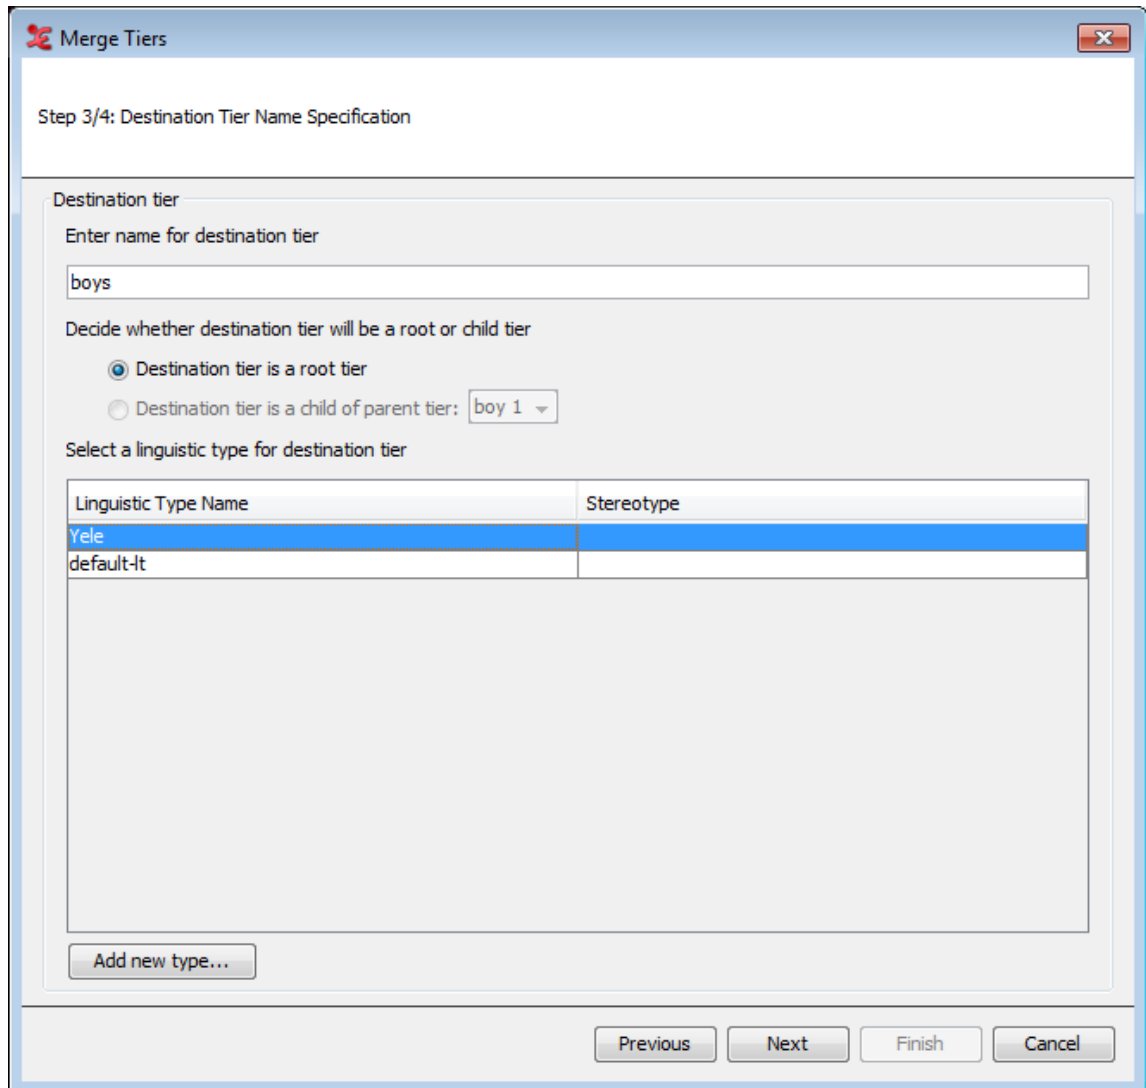 Merge Tiers
Step 3/4: Destination Tier Name Specification
Destination tier
Enter name for destination tier
boys
Decide whether destination tier will be a root or child tier
Destination tier is a root tier
Destination tier is a child of parent tier: boy 1
Select a linguistic type for destination tier
Linguistic Type Name Stereotype
Yele
default-lt
Add new type...
Previous Next Finish Cancel